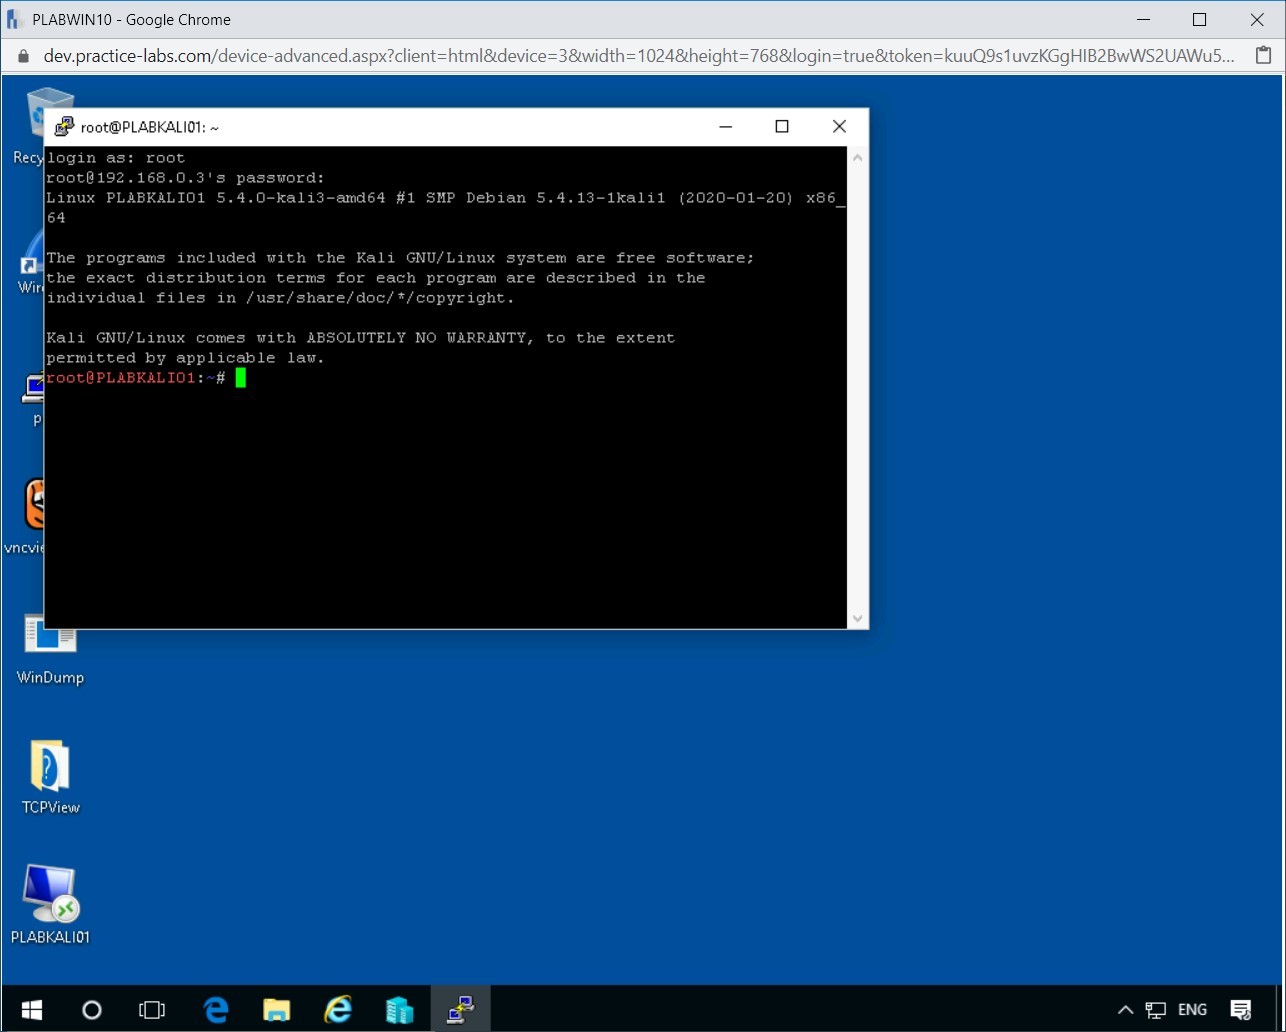 PLABWIN10 - Google Chrome
dev.practice-labs.com/device-advanced.aspx?client=html&device=3&width=1024&height=768&login=true&token=kuuQ9s1uvzKGgHIB2BwWS2UAWu5...
root@PLABKALI01: ~
Recy
login as: root
root@192.168.0.3's password:
Linux PLABKALI01 5.4.0-kali3-amd64 #1 SMP Debian 5.4.13-1kali1 (2020-01-20) x86_
64
The programs included with the Kali GNU/Linux system are free software;
the exact distribution terms for each program are described in the
individual files in /usr/share/doc/*/copyright.
Kali GNU/Linux comes with ABSOLUTELY NO WARRANTY, to the extent
permitted by applicable law.
root@PLABKALI01:~#
Wir
p
vncvie
WinDump
TCPView
PLABKALI01
ENG